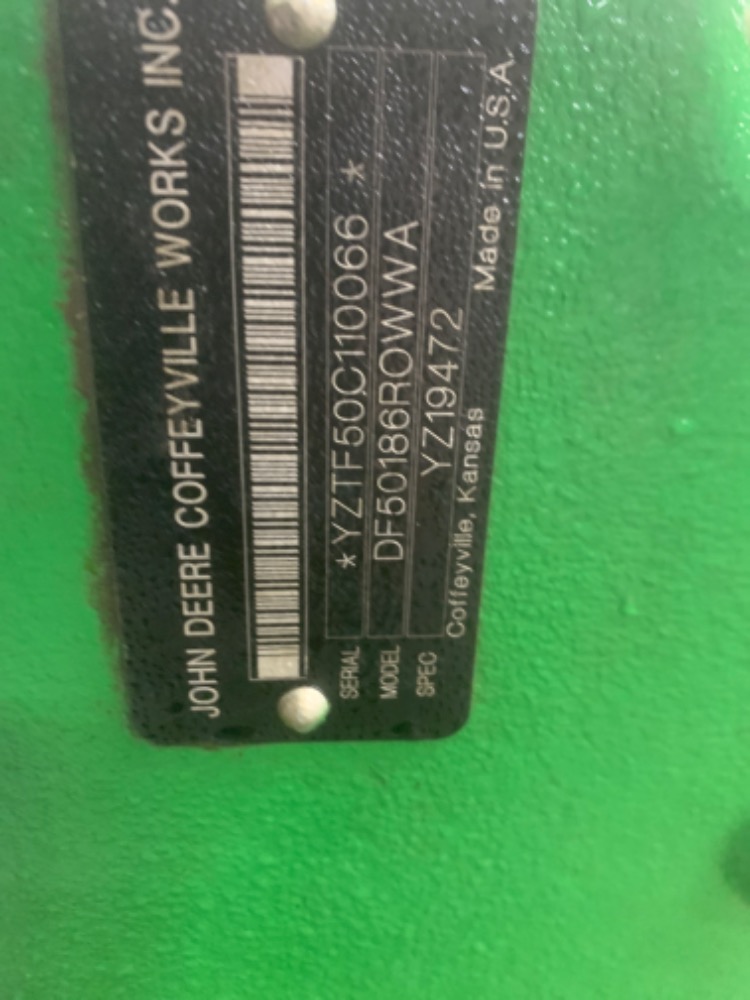 JOHN DEERE COFFEYVILLE WORKS INC.
SERIAL *YZTF50C110066 *
MODEL DF50186ROWWA
SPEC YZ19472
Coffeyville, Kansas Made in U.S.A.